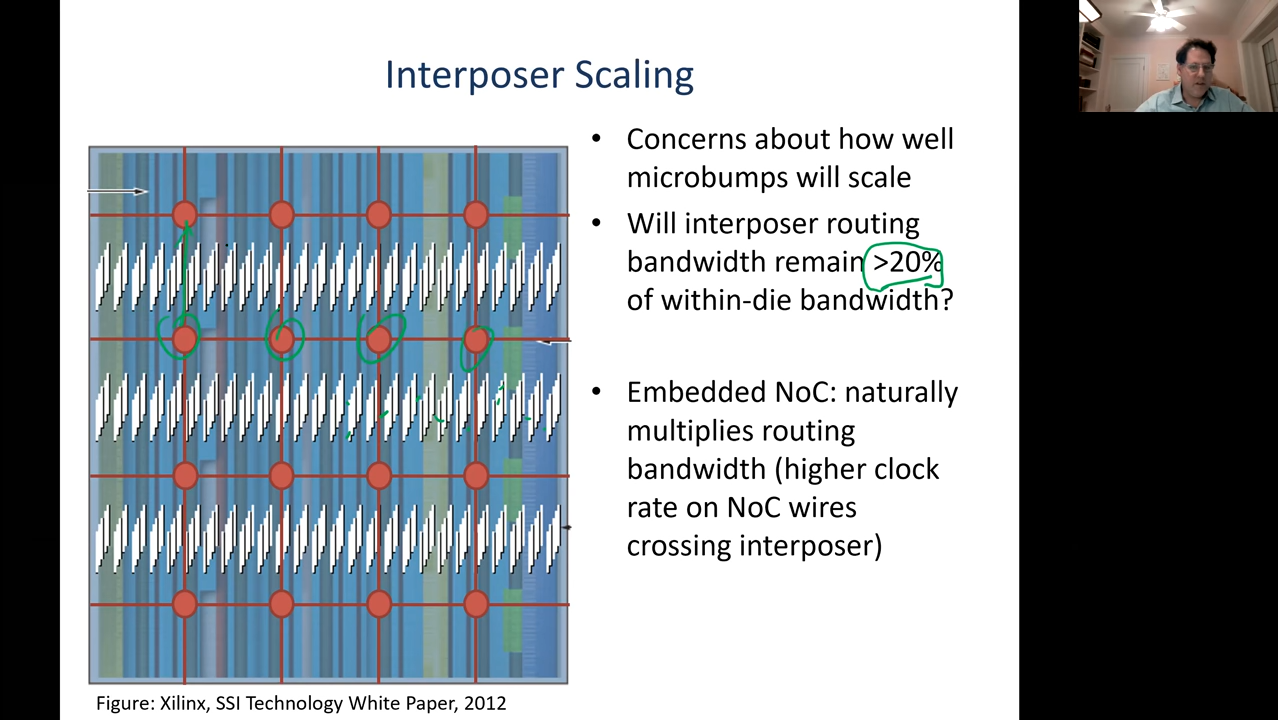 Interposer Scaling
• Concerns about how well
microbumps will scale
• Will interposer routing
bandwidth remain >20%
of within-die bandwidth?
• Embedded NoC: naturally
multiplies routing
bandwidth (higher clock
rate on NoC wires
crossing interposer)
Figure: Xilinx, SSI Technology White Paper, 2012